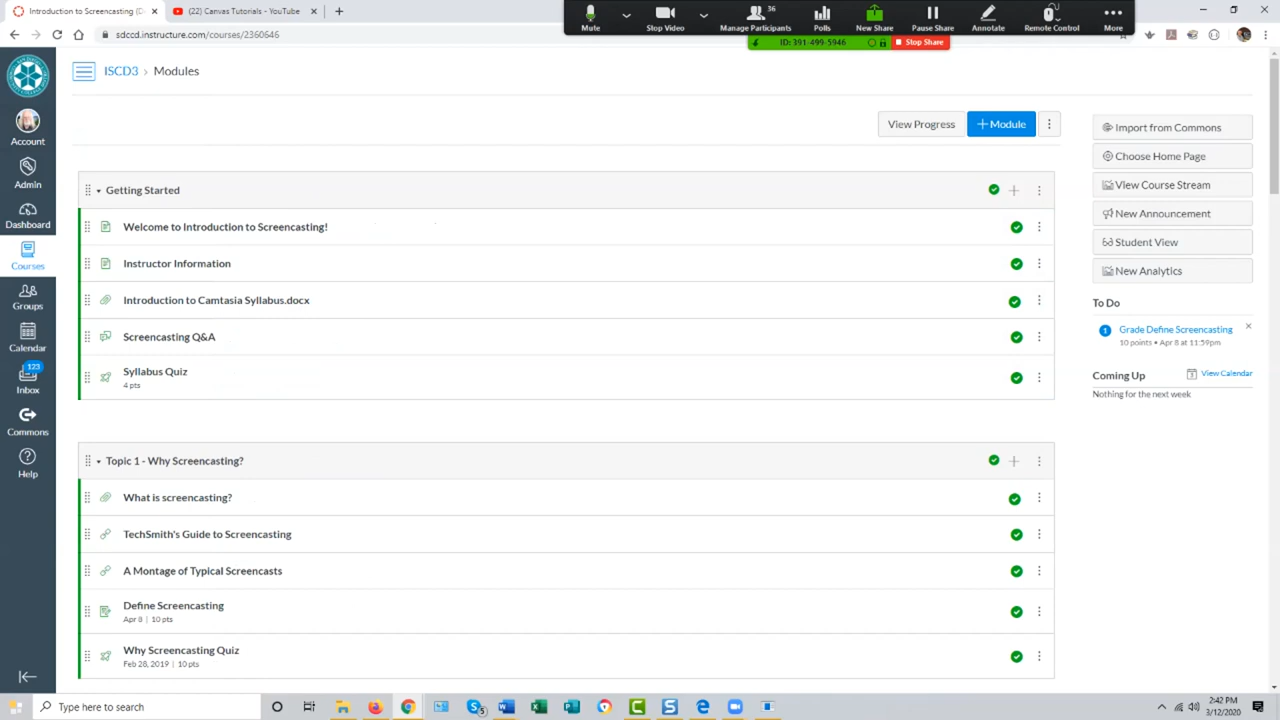 Introduction to Screencasting (D
(22) Canvas Tutorials - YouTube
sdccd.instructure.com/courses/2360646
Mute
Stop Video
36
Manage Participants
Polls
New Share
Pause Share
Annotate
Remote Control
More
ID: 391-499-5946
Stop Share
ISCD3 › Modules
View Progress
+ Module
Account
Admin
Dashboard
Courses
Groups
Calendar
123
Inbox
Commons
Help
Getting Started
Welcome to Introduction to Screencasting!
Instructor Information
Introduction to Camtasia Syllabus.docx
Screencasting Q&A
Syllabus Quiz
4 pts
Topic 1 - Why Screencasting?
What is screencasting?
TechSmith's Guide to Screencasting
A Montage of Typical Screencasts
Define Screencasting
Apr 8 | 10 pts
Why Screencasting Quiz
Feb 28, 2019 | 10 pts
Import from Commons
Choose Home Page
View Course Stream
New Announcement
Student View
New Analytics
To Do
1 Grade Define Screencasting
10 points • Apr 8 at 11:59pm
Coming Up
View Calendar
Nothing for the next week
Type here to search
2:42 PM
3/12/2020